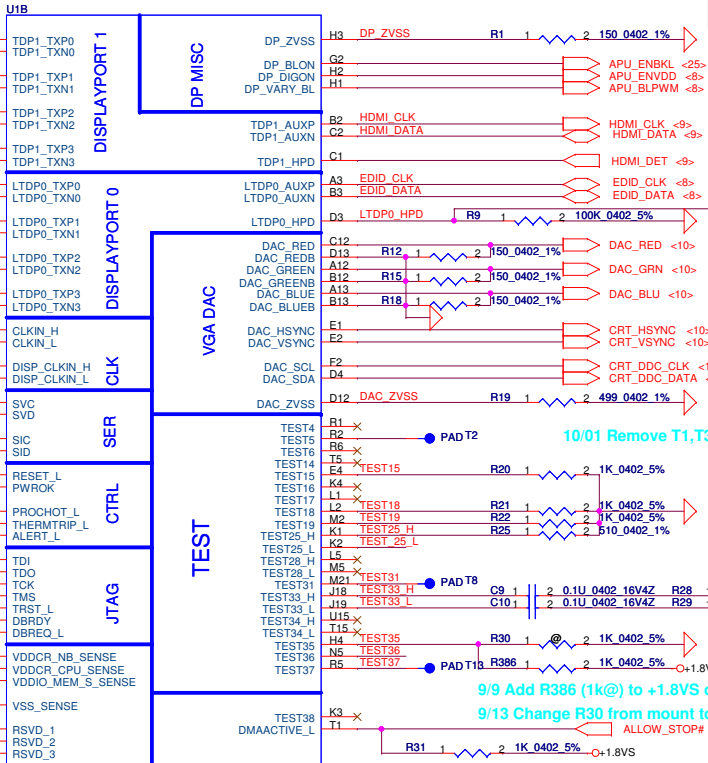 U1B
TDP1_TXP0
TDP1_TXN0
TDP1_TXP1
TDP1_TXN1
TDP1_TXP2
TDP1_TXN2
TDP1_TXP3
TDP1_TXN3
DISPLAYPORT 1
LTDP0_TXP0
LTDP0_TXN0
LTDP0_TXP1
LTDP0_TXN1
LTDP0_TXP2
LTDP0_TXN2
LTDP0_TXP3
LTDP0_TXN3
DISPLAYPORT 0
CLKIN_H
CLKIN_L
DISP_CLKIN_H
DISP_CLKIN_L
CLK
SVC
SVD
SIC
SID
SER
RESET_L
PWROK
PROCHOT_L
THERMTRIP_L
ALERT_L
CTRL
TDI
TDO
TCK
TMS
TRST_L
DBRDY
DBREQ_L
JTAG
VDDCR_NB_SENSE
VDDCR_CPU_SENSE
VDDIO_MEM_S_SENSE
VSS_SENSE
RSVD_1
RSVD_2
RSVD_3
DP MISC
DP_ZVSS H3 DP_ZVSS R1 1 2 150_0402_1%
DP_BLON G2 APU_ENBKL <25>
DP_DIGON H2 APU_ENVDD <8>
DP_VARY_BL H1 APU_BLPWM <8>
TDP1_AUXP B2 HDMI_CLK HDMI_CLK <9>
TDP1_AUXN C2 HDMI_DATA HDMI_DATA <9>
TDP1_HPD C1 HDMI_DET <9>
LTDP0_AUXP A3 EDID_CLK EDID_CLK <8>
LTDP0_AUXN B3 EDID_DATA EDID_DATA <8>
LTDP0_HPD D3 LTDP0_HPD R9 1 2 100K_0402_5%
VGA DAC
DAC_RED C12 DAC_RED <10>
DAC_REDB D13 R12 1 2 150_0402_1%
DAC_GREEN A12 DAC_GRN <10>
DAC_GREENB B12 R15 1 2 150_0402_1%
DAC_BLUE A13 DAC_BLU <10>
DAC_BLUEB B13 R18 1 2 150_0402_1%
DAC_HSYNC E1 CRT_HSYNC <10>
DAC_VSYNC E2 CRT_VSYNC <10>
DAC_SCL F2 CRT_DDC_CLK <1
DAC_SDA D4 CRT_DDC_DATA <
DAC_ZVSS D12 DAC_ZVSS R19 1 2 499_0402_1%
TEST
TEST4 R1
TEST5 R2 PAD T2
10/01 Remove T1,T3
TEST6 R6
TEST14 T5
TEST15 E4 TEST15 R20 1 2 1K_0402_5%
TEST16 K4
TEST17 L1
TEST18 L2 TEST18 R21 1 2 1K_0402_5%
TEST19 M2 TEST19 R22 1 2 1K_0402_5%
TEST25_H K1 TEST25_H R25 1 2 510_0402_1%
TEST25_L K2 TEST_25_L
TEST28_H L5
TEST28_L M5
TEST31 M21 TEST31 PAD T8
TEST33_H J18 TEST33_H C9 1 2 0.1U_0402_16V4Z R28
TEST33_L J19 TEST33_L C10 1 2 0.1U_0402_16V4Z R29
TEST34_H U15
TEST34_L T15
TEST35 H4 TEST35 R30 1 @ 2 1K_0402_5%
TEST36 N5 TEST36
TEST37 R5 TEST37 PAD T13 R386 1 2 1K_0402_5% +1.8V
9/9 Add R386 (1k@) to +1.8VS
9/13 Change R30 from mount to
TEST38 K3
DMAACTIVE_L T1 ALLOW_STOP#
R31 1 2 1K_0402_5% +1.8VS